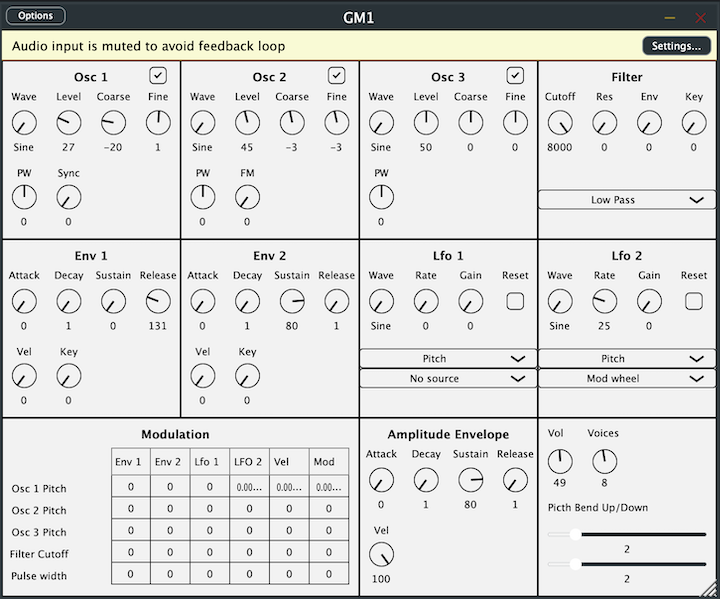 Options
GM1
Audio input is muted to avoid feedback loop
Settings...
Osc 1
Wave Level Coarse Fine
Sine 27 -20 1
PW Sync
0 0
Osc 2
Wave Level Coarse Fine
Sine 45 -3 -3
PW FM
0 0
Osc 3
Wave Level Coarse Fine
Sine 50 0 0
PW
0
Filter
Cutoff Res Env Key
8000 0 0 0
Low Pass
Env 1
Attack Decay Sustain Release
0 1 0 131
Vel Key
0 0
Env 2
Attack Decay Sustain Release
0 1 80 1
Vel Key
0 0
Lfo 1
Wave Rate Gain Reset
Sine 0 0
Pitch
No source
Lfo 2
Wave Rate Gain Reset
Sine 25 0
Pitch
Mod wheel
Modulation
Env 1 Env 2 Lfo 1 LFO 2 Vel Mod
Osc 1 Pitch 0 0 0 0.00... 0.00... 0.00...
Osc 2 Pitch 0 0 0 0 0 0
Osc 3 Pitch 0 0 0 0 0 0
Filter Cutoff 0 0 0 0 0 0
Pulse width 0 0 0 0 0 0
Amplitude Envelope
Attack Decay Sustain Release
0 1 80 1
Vel
100
Vol Voices
49 8
Picth Bend Up/Down
2
2